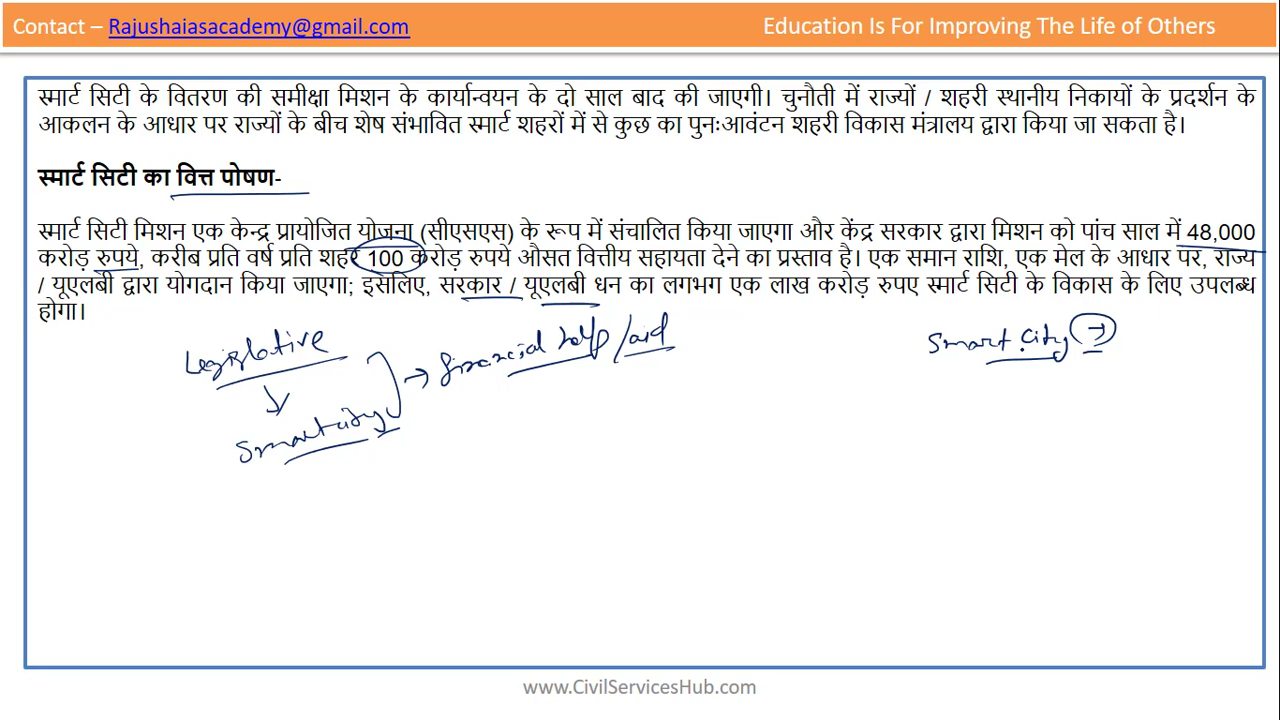 Contact – Rajushaiasacademy@gmail.com Education Is For Improving The Life of Others
स्मार्ट सिटी के वितरण की समीक्षा मिशन के कार्यान्वयन के दो साल बाद की जाएगी। चुनौती में राज्यों / शहरी स्थानीय निकायों के प्रदर्शन के
आकलन के आधार पर राज्यों के बीच शेष संभावित स्मार्ट शहरों में से कुछ का पुनःआवंटन शहरी विकास मंत्रालय द्वारा किया जा सकता है।
स्मार्ट सिटी का वित्त पोषण-
स्मार्ट सिटी मिशन एक केन्द्र प्रायोजित योजना (सीएसएस) के रूप में संचालित किया जाएगा और केंद्र सरकार द्वारा मिशन को पांच साल में 48,000
करोड़ रुपये, करीब प्रति वर्ष प्रति शहर 100 करोड़ रुपये औसत वित्तीय सहायता देने का प्रस्ताव है। एक समान राशि, एक मेल के आधार पर, राज्य
/ यूएलबी द्वारा योगदान किया जाएगा; इसलिए, सरकार / यूएलबी धन का लगभग एक लाख करोड़ रुपए स्मार्ट सिटी के विकास के लिए उपलब्ध
होगा।
Legislative → financial help / aid
Smart City →
Smart city
www.CivilServicesHub.com